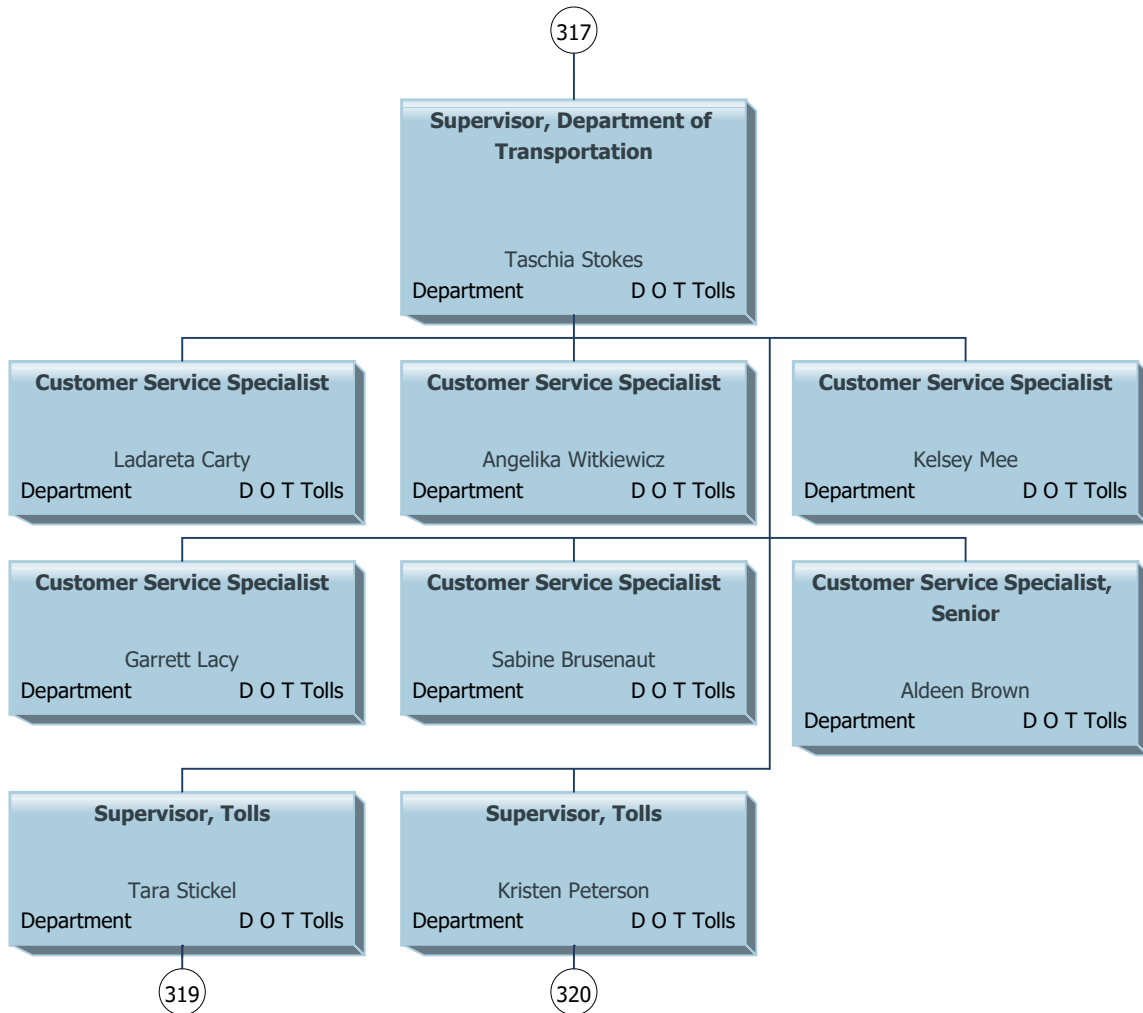 317
Supervisor, Department of
Transportation
Taschia Stokes
Department D O T Tolls
Customer Service Specialist
Ladareta Carty
Department D O T Tolls
Customer Service Specialist
Angelika Witkiewicz
Department D O T Tolls
Customer Service Specialist
Kelsey Mee
Department D O T Tolls
Customer Service Specialist
Garrett Lacy
Department D O T Tolls
Customer Service Specialist
Sabine Brusenaut
Department D O T Tolls
Customer Service Specialist,
Senior
Aldeen Brown
Department D O T Tolls
Supervisor, Tolls
Tara Stickel
Department D O T Tolls
319
Supervisor, Tolls
Kristen Peterson
Department D O T Tolls
320